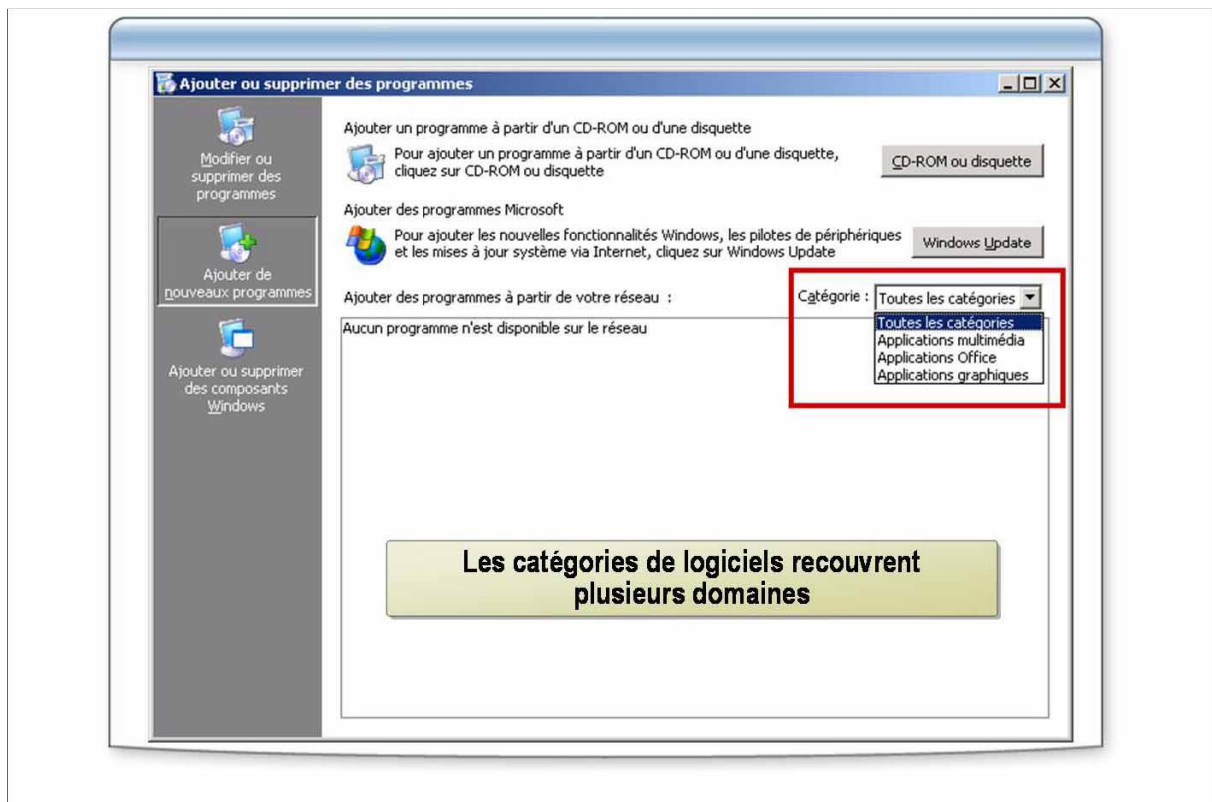 Ajouter ou supprimer des programmes
Modifier ou
supprimer des
programmes
Ajouter de
nouveaux programmes
Ajouter ou supprimer
des composants
Windows
Ajouter un programme à partir d'un CD-ROM ou d'une disquette
Pour ajouter un programme à partir d'un CD-ROM ou d'une disquette,
cliquez sur CD-ROM ou disquette
CD-ROM ou disquette
Ajouter des programmes Microsoft
Pour ajouter les nouvelles fonctionnalités Windows, les pilotes de périphériques
et les mises à jour système via Internet, cliquez sur Windows Update
Windows Update
Ajouter des programmes à partir de votre réseau :
Catégorie :
Toutes les catégories
Toutes les catégories
Applications multimédia
Applications Office
Applications graphiques
Aucun programme n'est disponible sur le réseau
Les catégories de logiciels recouvrent
plusieurs domaines